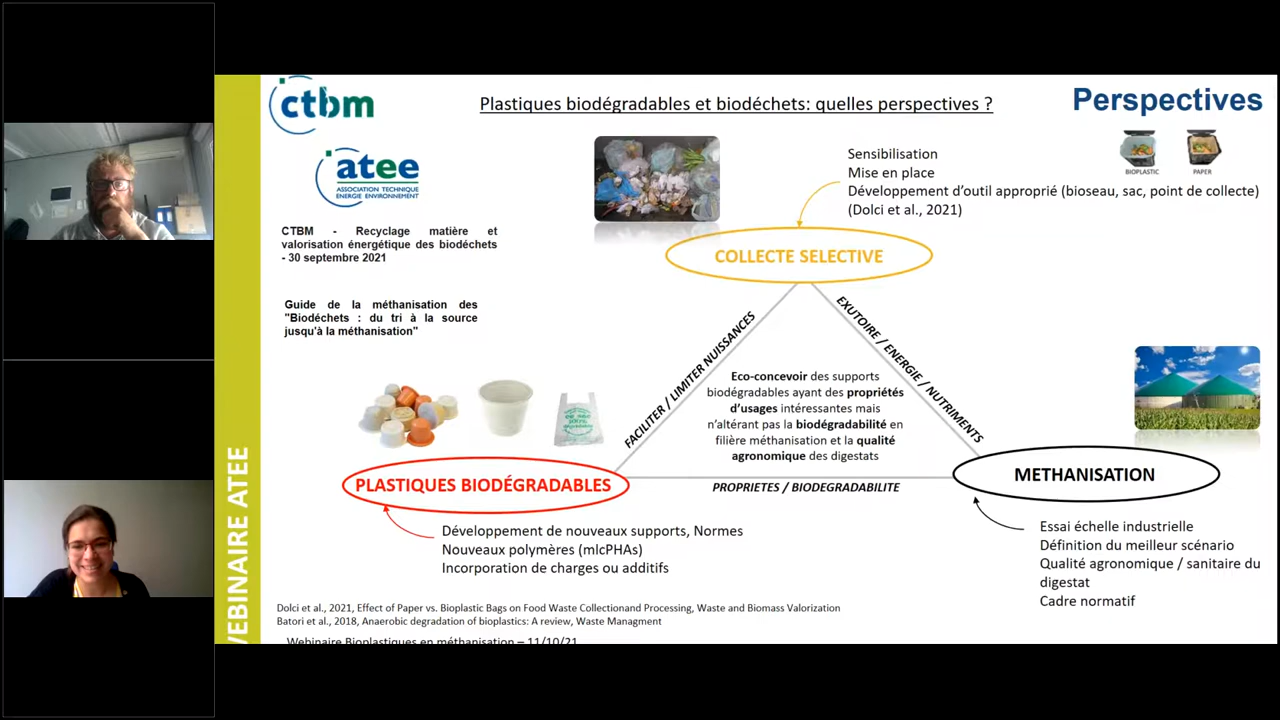 ctbm
Plastiques biodégradables et biodéchets: quelles perspectives ?
Perspectives
atee
ASSOCIATION TECHNIQUE
ENERGIE ENVIRONNEMENT
BIOPLASTIC
PAPER
Sensibilisation
Mise en place
Développement d'outil approprié (bioseau, sac, point de collecte)
(Dolci et al., 2021)
CTBM - Recyclage matière et
valorisation énergétique des biodéchets
- 30 septembre 2021
COLLECTE SELECTIVE
Guide de la méthanisation des
"Biodéchets : du tri à la source
jusqu'à la méthanisation"
FACILITER / LIMITER NUISSANCES
EXUTOIRE / ENERGIE / NUTRIMENTS
Eco-concevoir des supports
biodégradables ayant des propriétés
d'usages intéressantes mais
n'altérant pas la biodégradabilité en
filière méthanisation et la qualité
agronomique des digestats
PLASTIQUES BIODÉGRADABLES
PROPRIETES / BIODEGRADABILITE
METHANISATION
Développement de nouveaux supports, Normes
Nouveaux polymères (mlcPHAs)
Incorporation de charges ou additifs
Essai échelle industrielle
Définition du meilleur scénario
Qualité agronomique / sanitaire du
digestat
Cadre normatif
Dolci et al., 2021, Effect of Paper vs. Bioplastic Bags on Food Waste Collectionand Processing, Waste and Biomass Valorization
Batori et al., 2018, Anaerobic degradation of bioplastics: A review, Waste Managment
Webinaire Bioplastiques en méthanisation – 11/10/21
WEBINAIRE ATEE